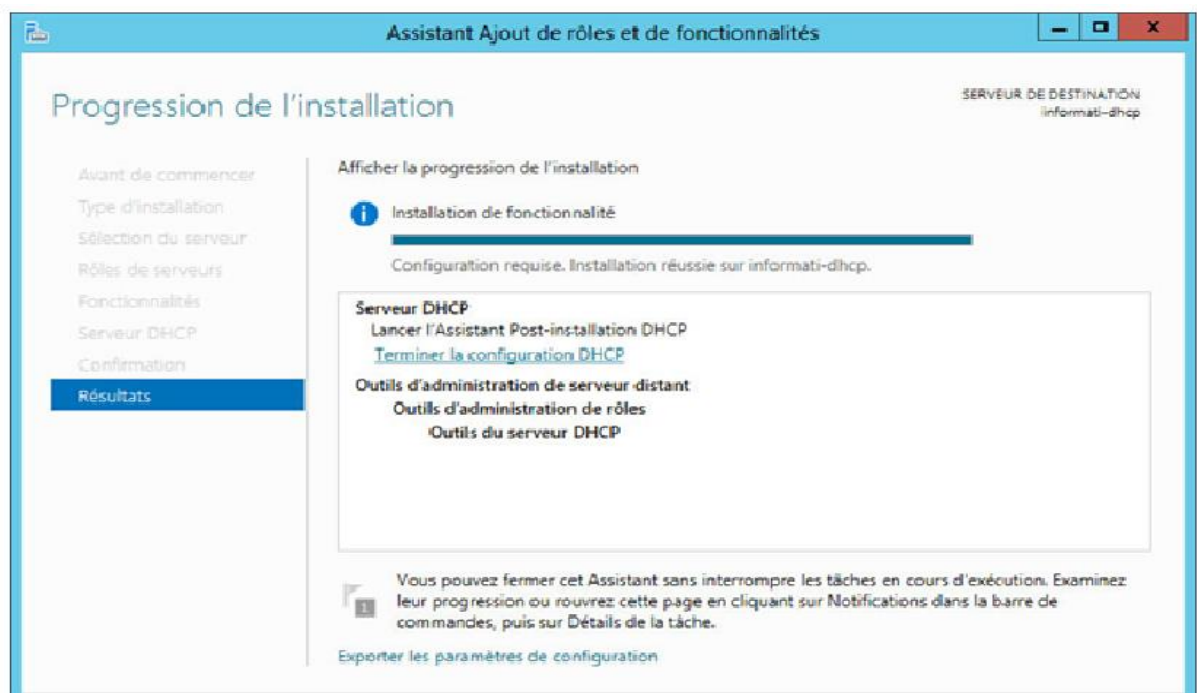 Assistant Ajout de rôles et de fonctionnalités
Progression de l'installation
SERVEUR DE DESTINATION
informati-dhcp
Avant de commencer
Type d'installation
Sélection du serveur
Rôles de serveurs
Fonctionnalités
Serveur DHCP
Confirmation
Résultats
Afficher la progression de l'installation
Installation de fonctionnalité
Configuration requise. Installation réussie sur informati-dhcp.
Serveur DHCP
Lancer l'Assistant Post-installation DHCP
Terminer la configuration DHCP
Outils d'administration de serveur distant
Outils d'administration de rôles
Outils du serveur DHCP
1
Vous pouvez fermer cet Assistant sans interrompre les tâches en cours d'exécution. Examinez
leur progression ou rouvrez cette page en cliquant sur Notifications dans la barre de
commandes, puis sur Détails de la tâche.
Exporter les paramètres de configuration